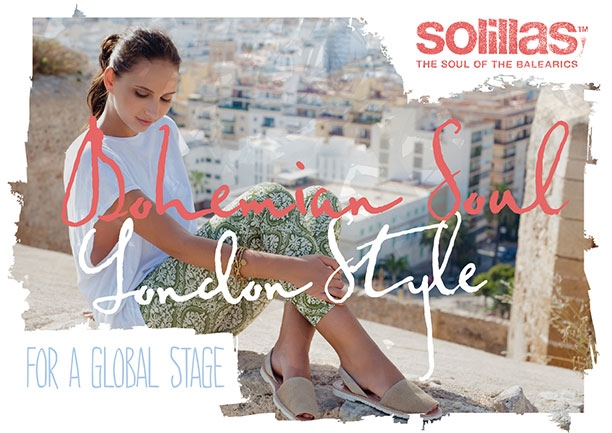 solillas™
THE SOUL OF THE BALEARICS
Bohemian Soul
London Style
FOR A GLOBAL STAGE